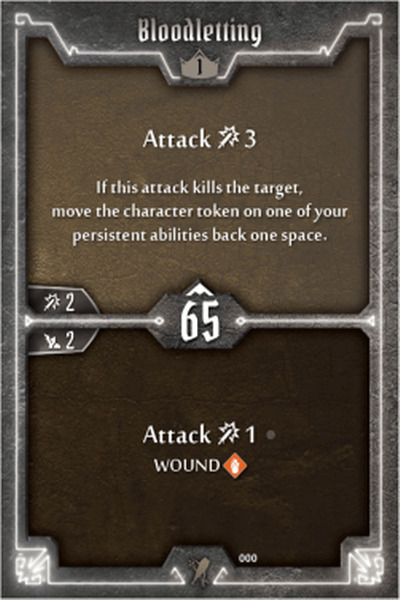 Bloodletting
1
Attack 3
If this attack kills the target,
move the character token on one of your
persistent abilities back one space.
2
65
2
Attack 1
WOUND
000